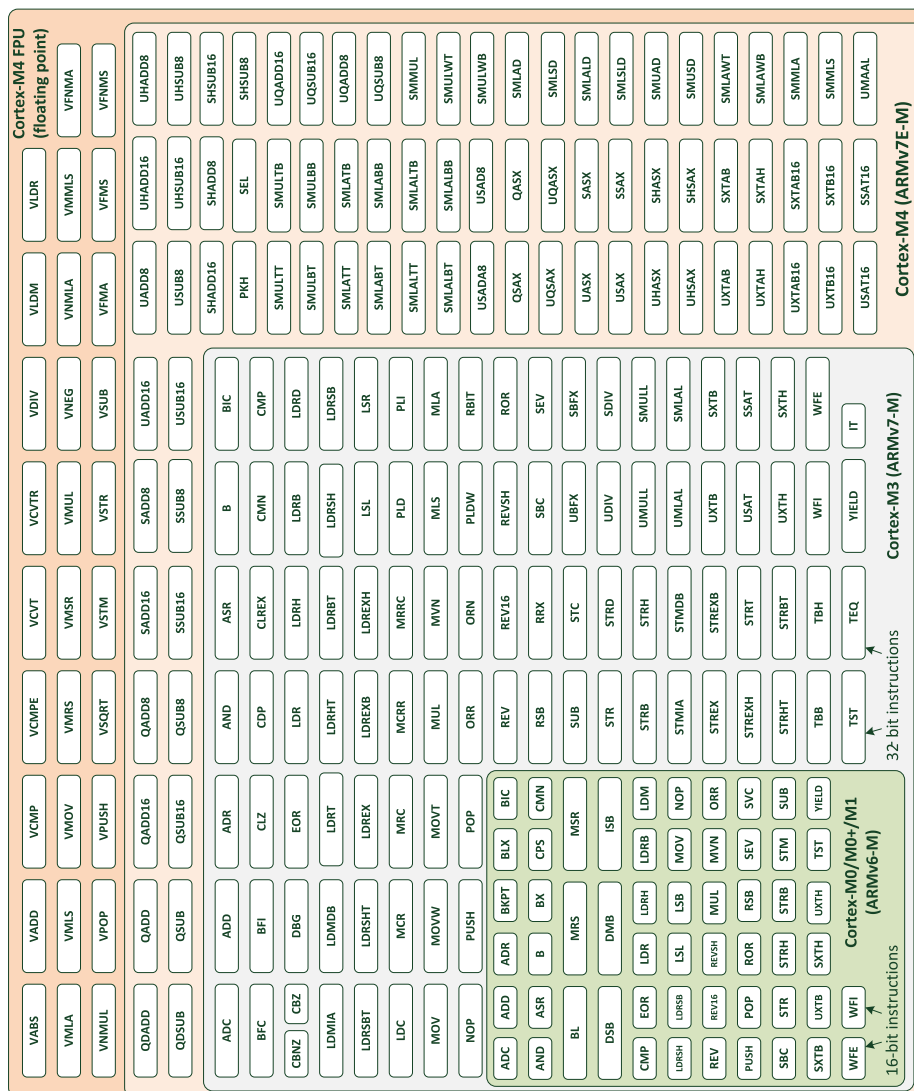 VABS VADD VCMP VCMPE VCVT VCVTR VDIV VLDM VLDR Cortex-M4 FPU
(floating point)
VMLA VMLS VMOV VMRS VMSR VMUL VNEG VNMLA VMMLS VFNMA
VNMUL VPOP VPUSH VSQRT VSTM VSTR VSUB VFMA VFMS VFNMS
QDADD QADD QADD16 QADD8 SADD16 SADD8 UADD16 UADD8 UHADD16 UHADD8
QDSUB QSUB QSUB16 QSUB8 SSUB16 SSUB8 USUB16 USUB8 UHSUB16 UHSUB8
SHADD16 SHADD8 SHSUB16
ADC ADD ADR AND ASR B BIC PKH SEL SHSUB8
BFC BFI CLZ CDP CLREX CMN CMP SMULTT SMULTB UQADD16
CBNZ CBZ DBG EOR LDR LDRH LDRB LDRD SMULBT SMULBB UQSUB16
LDMIA LDMDB LDRT LDRHT LDRBT LDRSH LDRSB SMLATT SMLATB UQADD8
LDRSBT LDRSHT LDREX LDREXB LDREXH LSL LSR SMLABT SMLABB UQSUB8
LDC MCR MRC MCRR MRRC PLD PLI SMLALTT SMLALTB SMMUL
MOV MOVW MOVT MUL MVN MLS MLA SMLALBT SMLALBB SMULWT
NOP PUSH POP ORR ORN PLDW RBIT USADA8 USAD8 SMULWB
ADC ADD ADR BKPT BLX BIC REV REV16 REVSH ROR QSAX QASX SMLAD
AND ASR B BX CPS CMN RSB RRX SBC SEV UQSAX UQASX SMLSD
BL MRS MSR SUB STC UBFX SBFX UASX SASX SMLALD
DSB DMB ISB STR STRD UDIV SDIV USAX SSAX SMLSLD
CMP EOR LDR LDRH LDRB LDM STRB STRH UMULL SMULL UHASX SHASX SMUAD
LDRSH LDRSB LSL LSB MOV NOP STMIA STMDB UMLAL SMLAL UHSAX SHSAX SMUSD
REV REV16 REVSH MUL MVN ORR STREX STREXB UXTB SXTB UXTAB SXTAB SMLAWT
PUSH POP ROR RSB SEV SVC STREXH STRT USAT SSAT UXTAH SXTAH SMLAWB
SBC STR STRH STRB STM SUB STRHT STRBT UXTH SXTH UXTAB16 SXTAB16 SMMLA
SXTB UXTB SXTH UXTH TST YIELD TBB TBH WFI WFE UXTB16 SXTB16 SMMLS
WFE WFI Cortex-M0/M0+/M1
(ARMv6-M)
TST TEQ YIELD IT USAT16 SSAT16 UMAAL
16-bit instructions
32-bit instructions
Cortex-M3 (ARMv7-M)
Cortex-M4 (ARMv7E-M)